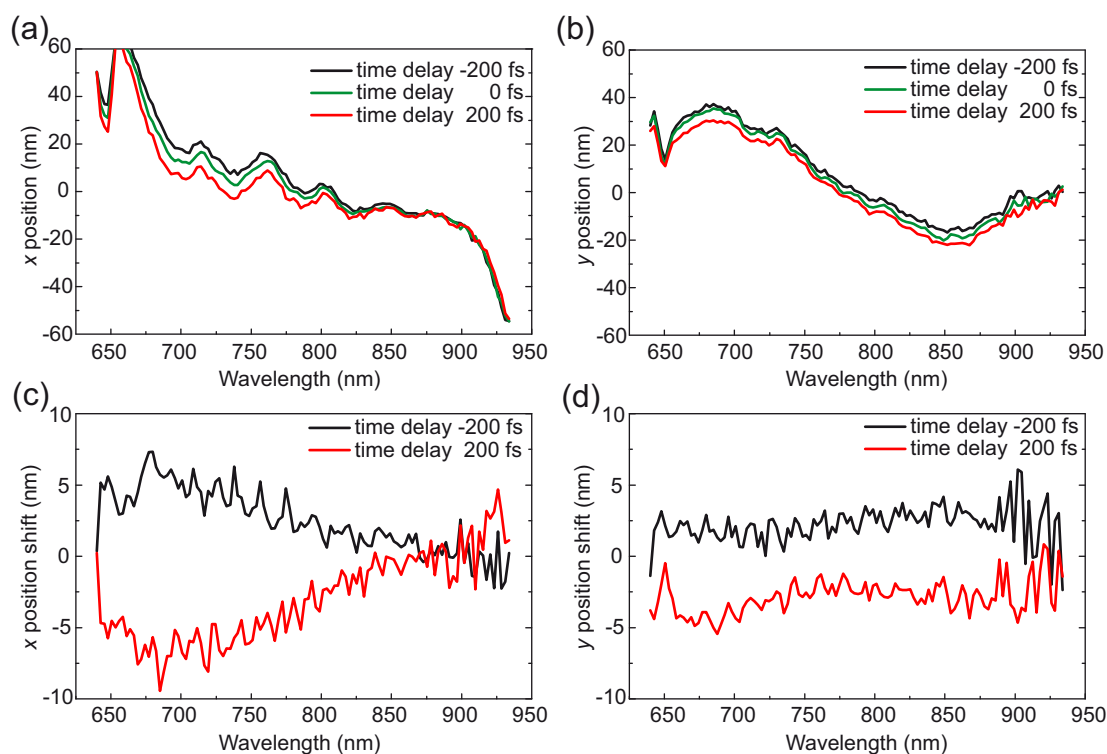 (a)
60
40
20
0
-20
-40
-60
x position (nm)
time delay -200 fs
time delay 0 fs
time delay 200 fs
650 700 750 800 850 900 950
Wavelength (nm)
(b)
60
40
20
0
-20
-40
-60
y position (nm)
time delay -200 fs
time delay 0 fs
time delay 200 fs
650 700 750 800 850 900 950
Wavelength (nm)
(c)
10
5
0
-5
-10
x position shift (nm)
time delay -200 fs
time delay 200 fs
650 700 750 800 850 900 950
Wavelength (nm)
(d)
10
5
0
-5
-10
y position shift (nm)
time delay -200 fs
time delay 200 fs
650 700 750 800 850 900 950
Wavelength (nm)